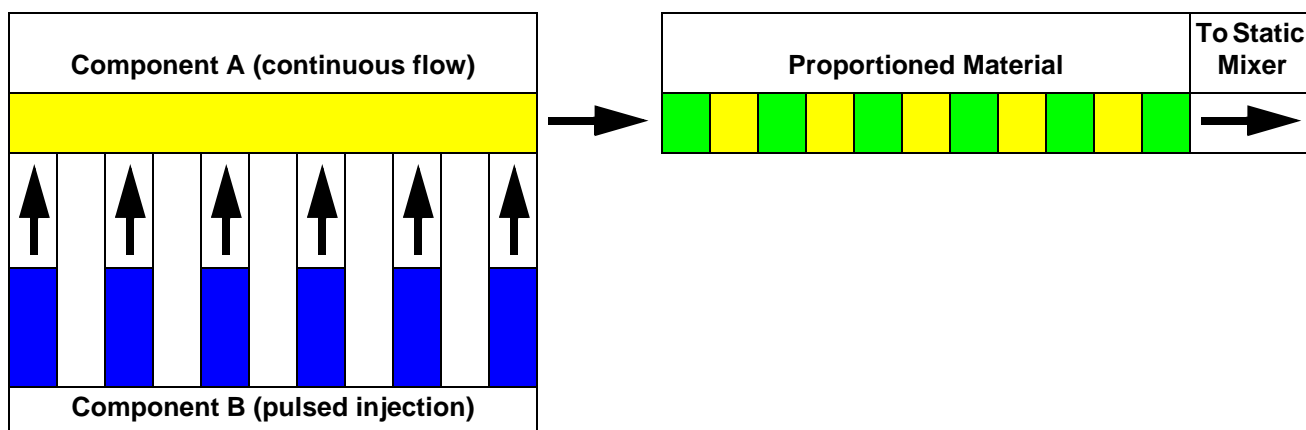 Component A (continuous flow)
Component B (pulsed injection)
Proportioned Material
To Static
Mixer